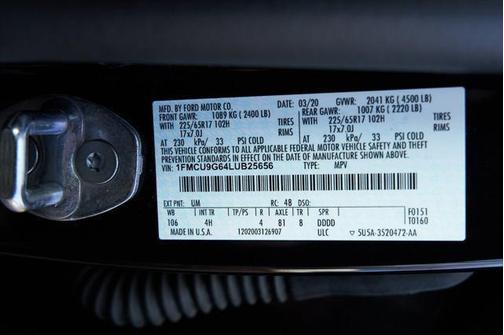 MFD. BY FORD MOTOR CO.
DATE: 03/20 GVWR: 2041 KG (4500 LB)
FRONT GAWR: 1089 KG (2400 LB) REAR GAWR: 1007 KG (2220 LB)
WITH 225/65R17 102H TIRES WITH 225/65R17 102H TIRES
17x7.0J RIMS 17x7.0J RIMS
AT 230 kPa/ 33 PSI COLD AT 230 kPa/ 33 PSI COLD
THIS VEHICLE CONFORMS TO ALL APPLICABLE FEDERAL MOTOR VEHICLE SAFETY AND
THEFT PREVENTION STANDARDS IN EFFECT ON THE DATE OF MANUFACTURE SHOWN ABOVE.
VIN: 1FMCU9G64LUB25656 TYPE: MPV
EXT PNT: UM RC: 48 DSO:
WB INT TR TP/PS R AXLE TR SPR F0151
106 4H 4 81 8 DDDD T0160
MADE IN U.S.A. 1202003126907 ULC 5U5A-3520472-AA